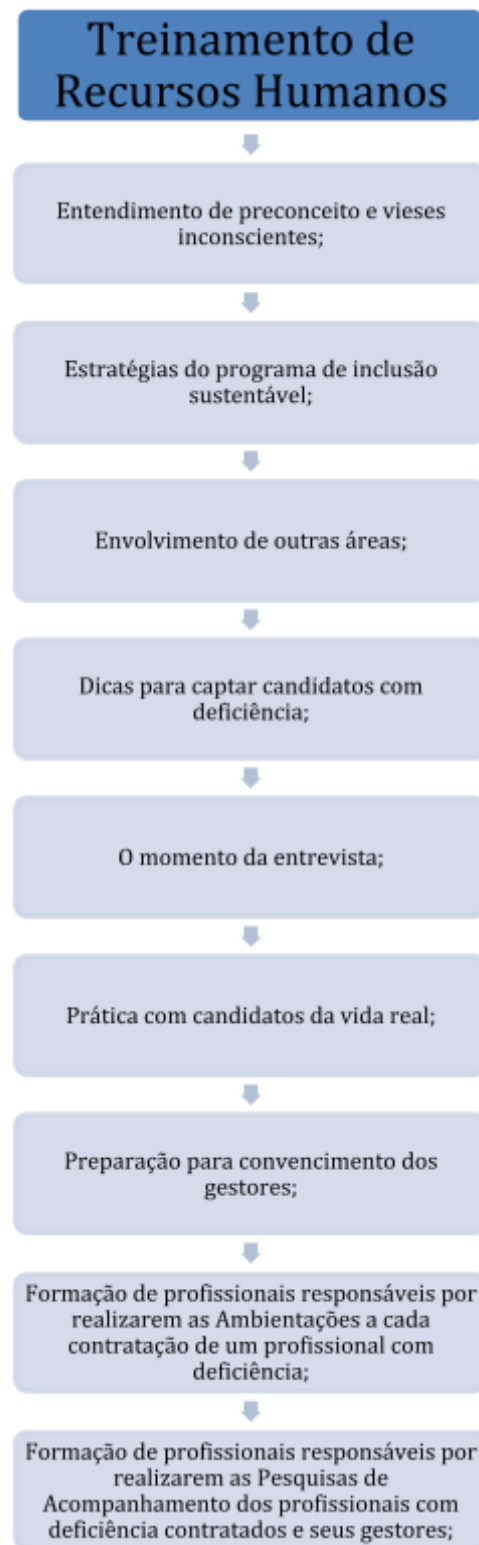 Treinamento de
Recursos Humanos
Entendimento de preconceito e vieses
inconscientes;
Estratégias do programa de inclusão
sustentável;
Envolvimento de outras áreas;
Dicas para captar candidatos com
deficiência;
O momento da entrevista;
Prática com candidatos da vida real;
Preparação para convencimento dos
gestores;
Formação de profissionais responsáveis por
realizarem as Ambientações a cada
contratação de um profissional com
deficiência;
Formação de profissionais responsáveis por
realizarem as Pesquisas de
Acompanhamento dos profissionais com
deficiência contratados e seus gestores;